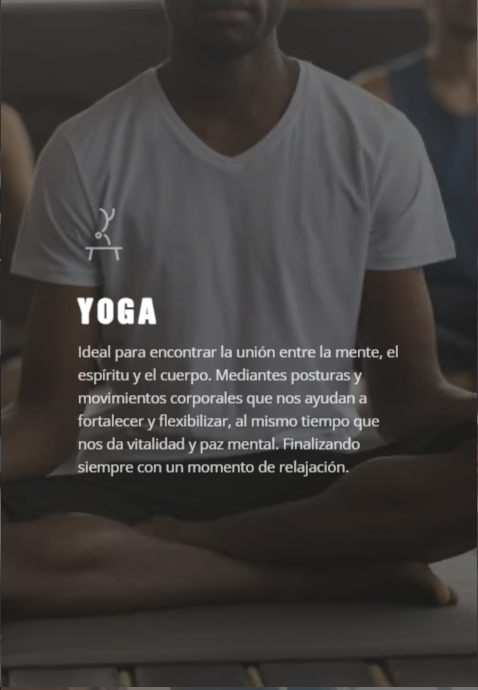 YOGA
Ideal para encontrar la unión entre la mente, el
espíritu y el cuerpo. Mediantes posturas y
movimientos corporales que nos ayudan a
fortalecer y flexibilizar, al mismo tiempo que
nos da vitalidad y paz mental. Finalizando
siempre con un momento de relajación.